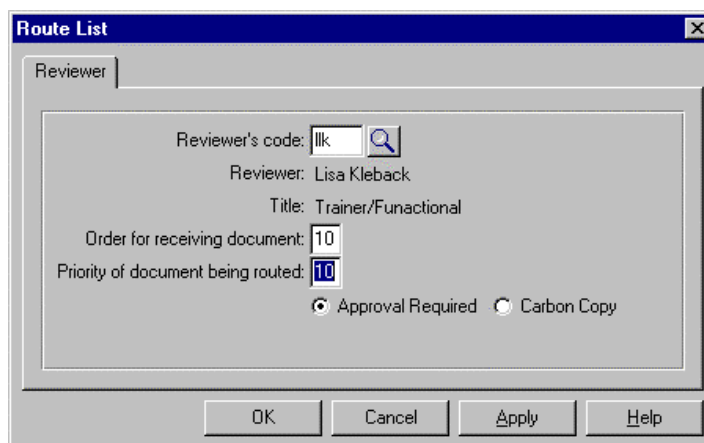 Route List
Reviewer
Reviewer's code: llk
Reviewer: Lisa Kleback
Title: Trainer/Funactional
Order for receiving document: 10
Priority of document being routed: 10
Approval Required Carbon Copy
OK Cancel Apply Help